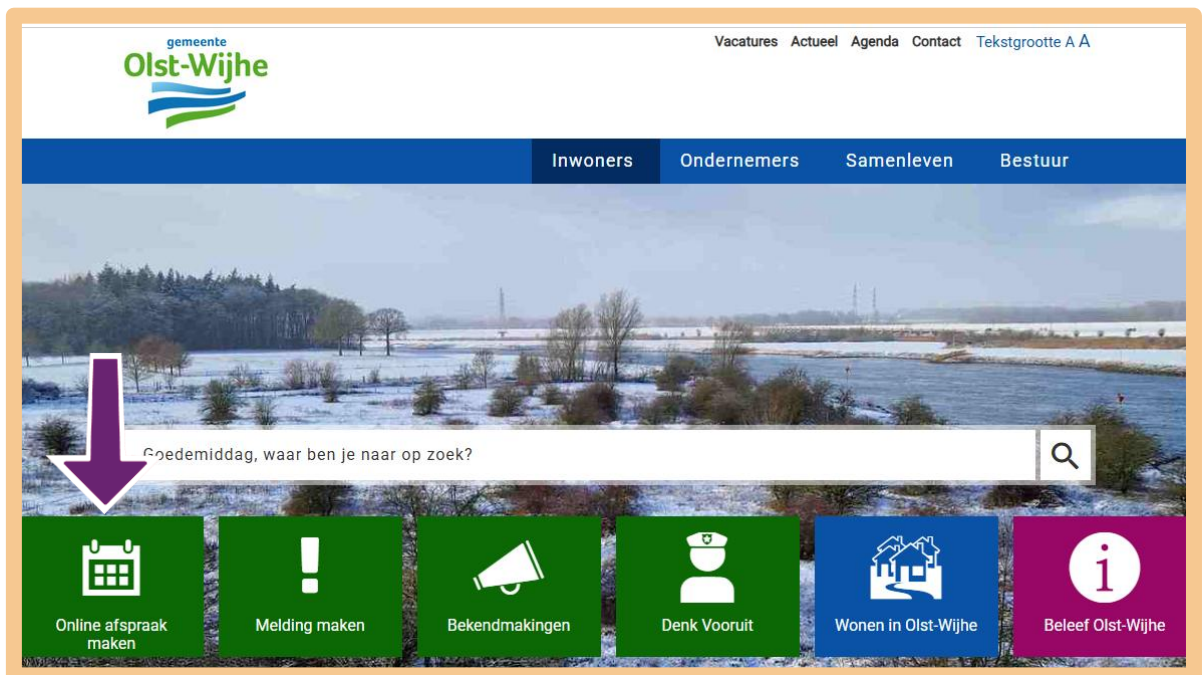 gemeente
Olst-Wijhe
Vacatures Actueel Agenda Contact Tekstgrootte A A
Inwoners Ondernemers Samenleven Bestuur
Goedemiddag, waar ben je naar op zoek?
Online afspraak
maken
Melding maken
Bekendmakingen
Denk Vooruit
Wonen in Olst-Wijhe
Beleef Olst-Wijhe